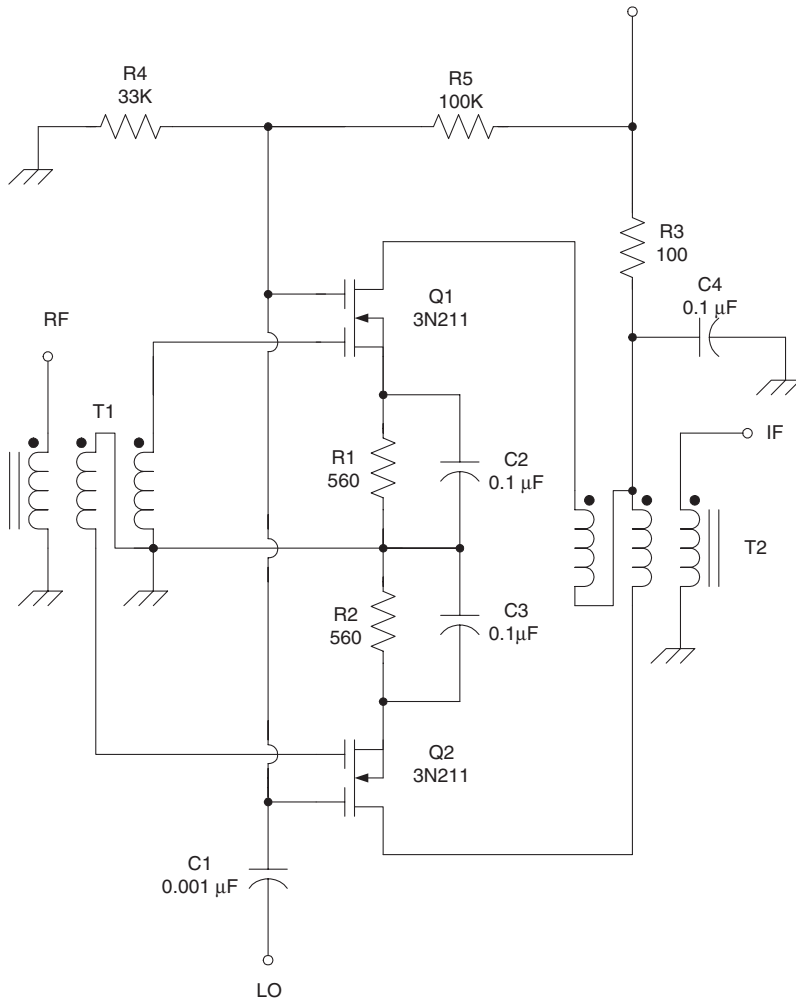 R4
33K
R5
100K
R3
100
C4
0.1 µF
Q1
3N211
RF
T1
R1
560
C2
0.1 µF
IF
T2
R2
560
C3
0.1µF
Q2
3N211
C1
0.001 µF
LO